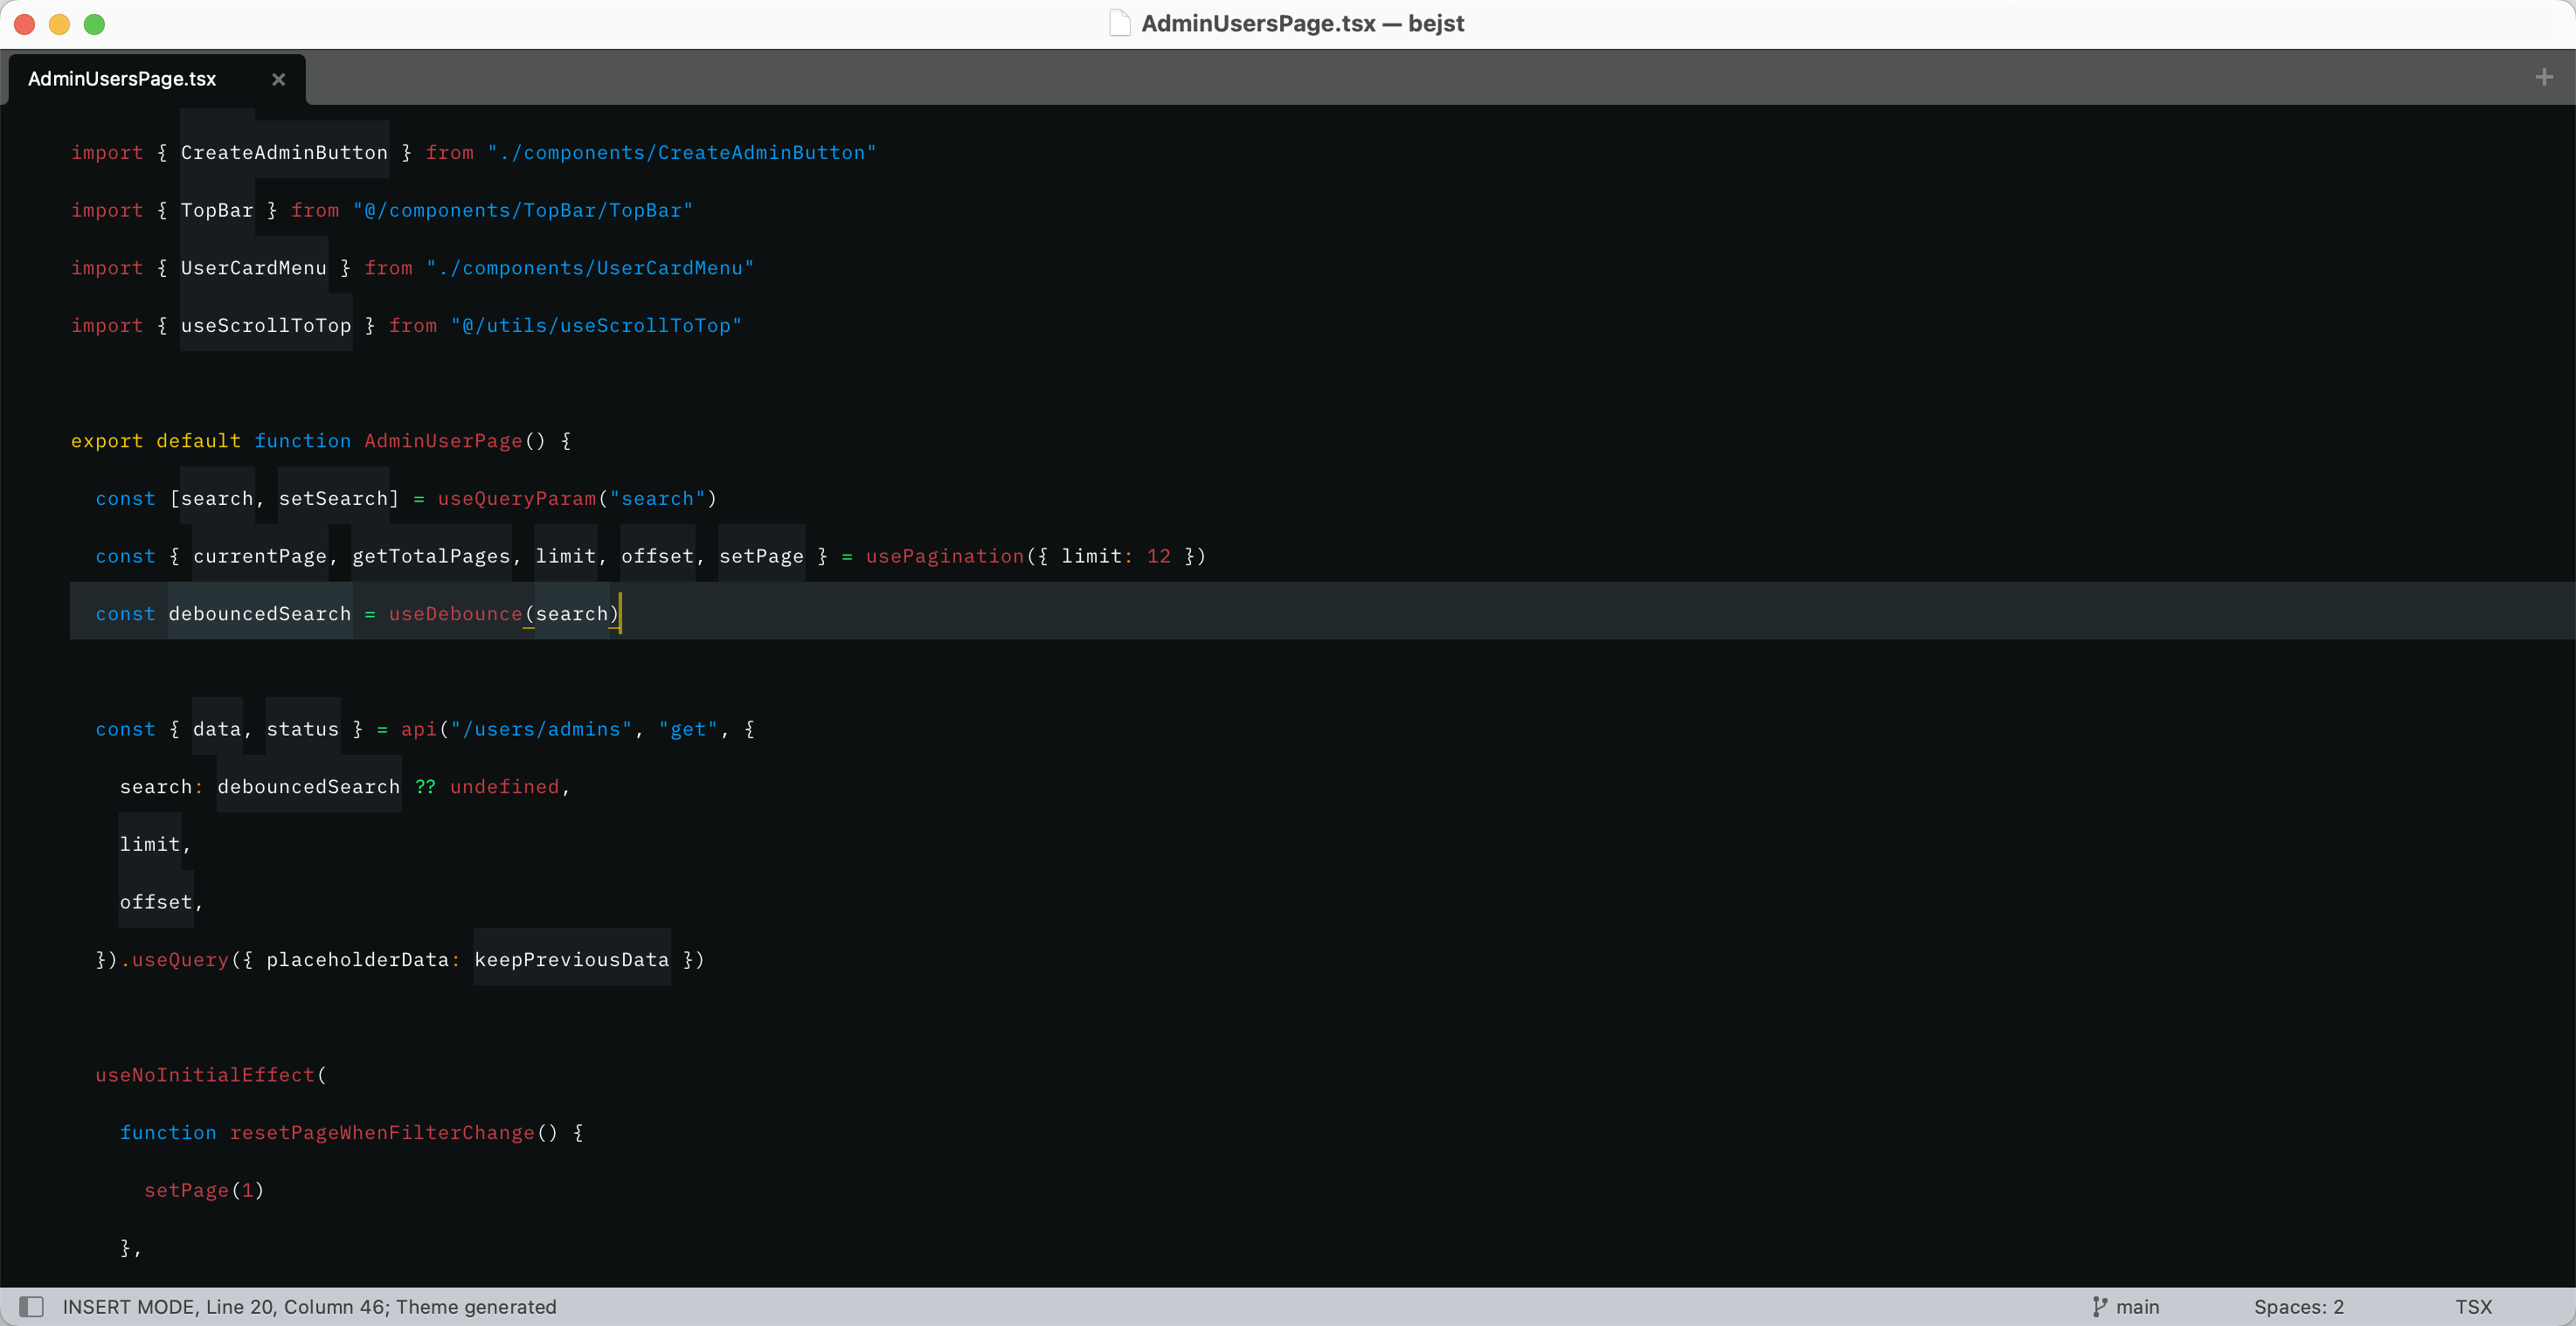 AdminUsersPage.tsx — bejst
AdminUsersPage.tsx
import { CreateAdminButton } from "./components/CreateAdminButton"
import { TopBar } from "@/components/TopBar/TopBar"
import { UserCardMenu } from "./components/UserCardMenu"
import { useScrollToTop } from "@/utils/useScrollToTop"
export default function AdminUserPage() {
  const [search, setSearch] = useQueryParam("search")
  const { currentPage, getTotalPages, limit, offset, setPage } = usePagination({ limit: 12 })
  const debouncedSearch = useDebounce(search)
  const { data, status } = api("/users/admins", "get", {
    search: debouncedSearch ?? undefined,
    limit,
    offset,
  }).useQuery({ placeholderData: keepPreviousData })
  useNoInitialEffect(
    function resetPageWhenFilterChange() {
      setPage(1)
    },
INSERT MODE, Line 20, Column 46; Theme generated
main
Spaces: 2
TSX